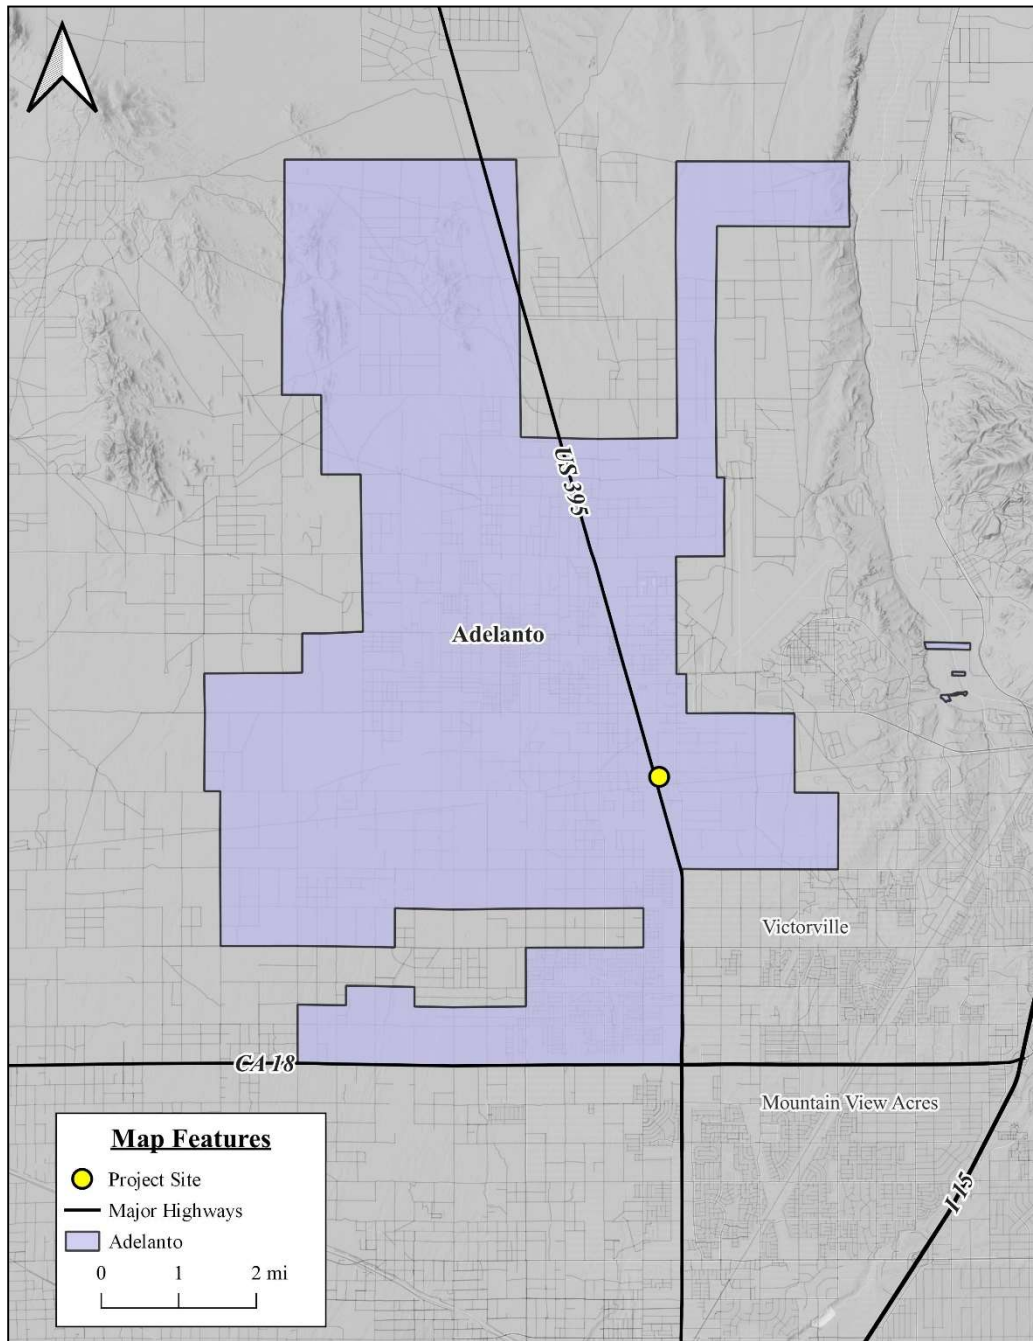 US-395
Adelanto
Victorville
CA 18
Mountain View Acres
I-15
Map Features
Project Site
Major Highways
Adelanto
0 1 2 mi